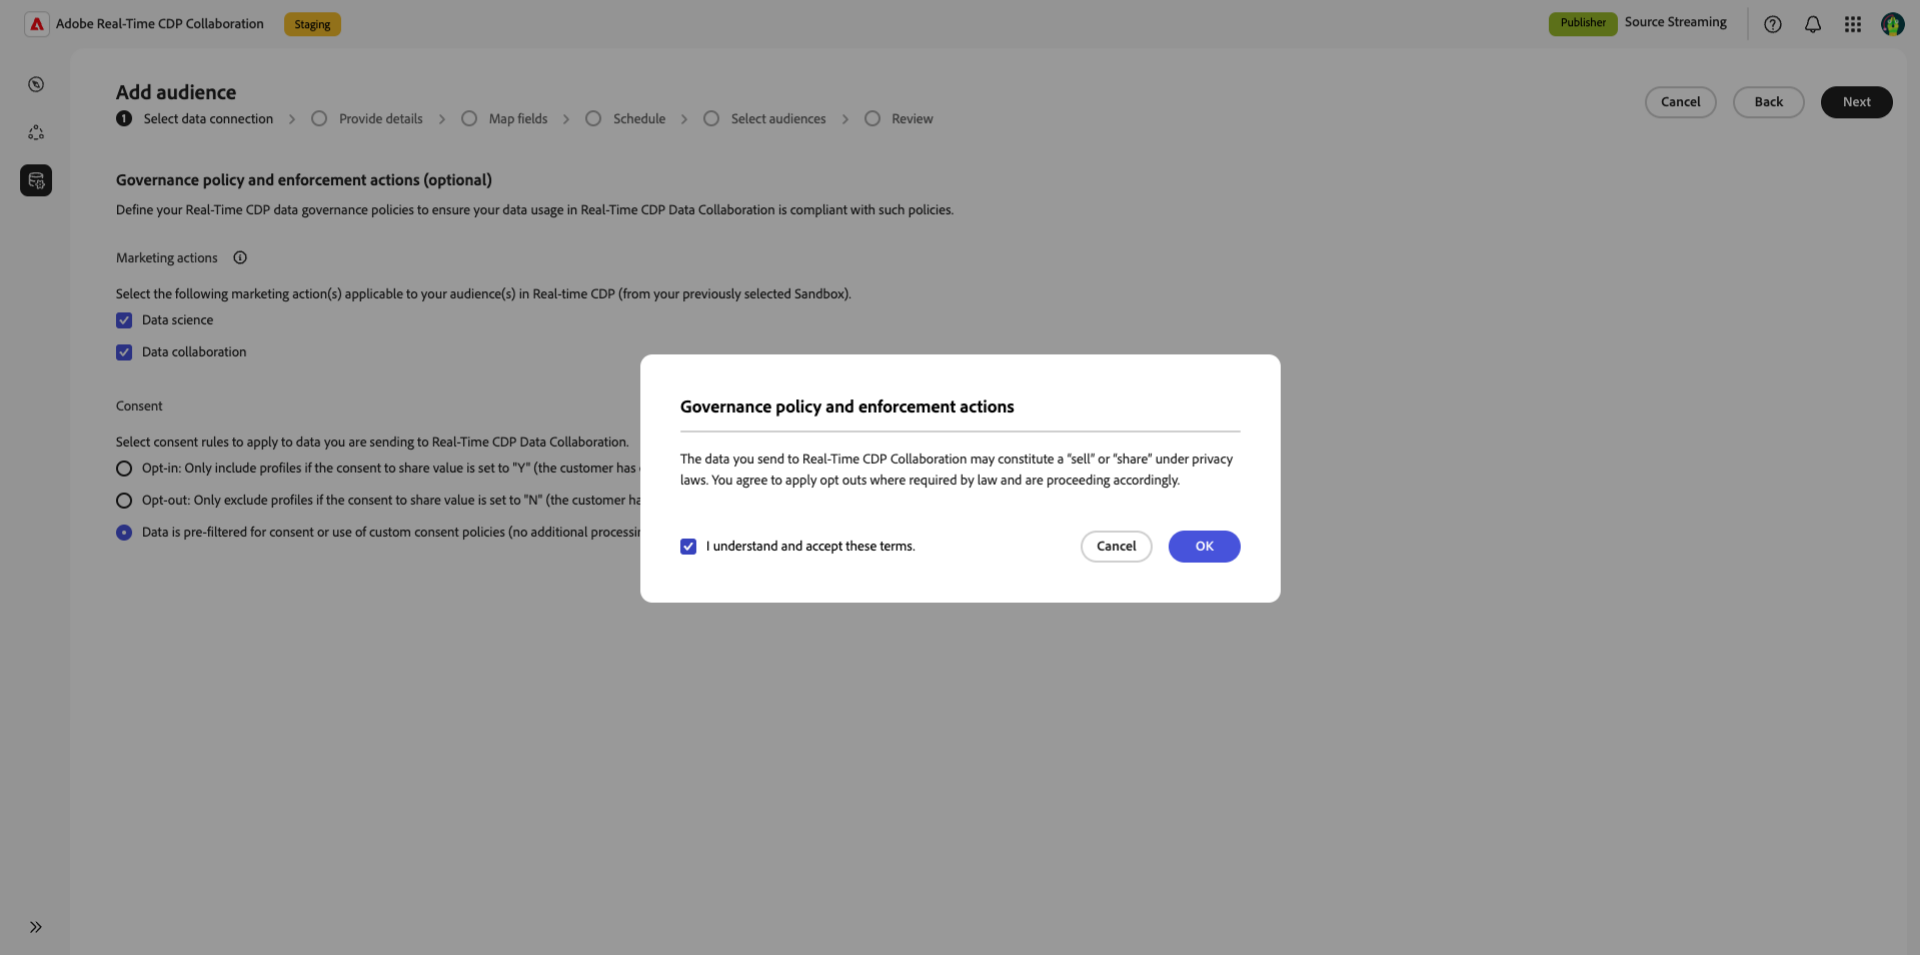 Adobe Real-Time CDP Collaboration Staging
Publisher Source Streaming
Add audience
Cancel Back Next
1 Select data connection Provide details Map fields Schedule Select audiences Review
Governance policy and enforcement actions (optional)
Define your Real-Time CDP data governance policies to ensure your data usage in Real-Time CDP Data Collaboration is compliant with such policies.
Marketing actions
Select the following marketing action(s) applicable to your audience(s) in Real-time CDP (from your previously selected Sandbox).
Data science
Data collaboration
Consent
Select consent rules to apply to data you are sending to Real-Time CDP Data Collaboration.
Opt-in: Only include profiles if the consent to share value is set to "Y" (the customer has
Opt-out: Only exclude profiles if the consent to share value is set to "N" (the customer ha
Data is pre-filtered for consent or use of custom consent policies (no additional processi
Governance policy and enforcement actions
The data you send to Real-Time CDP Collaboration may constitute a "sell" or "share" under privacy
laws. You agree to apply opt outs where required by law and are proceeding accordingly.
I understand and accept these terms.
Cancel OK